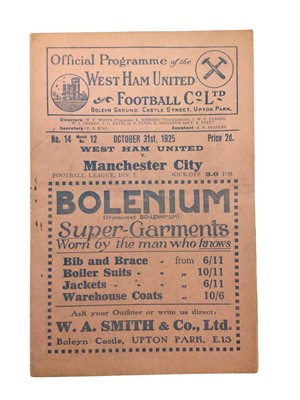 Official Programme of the
WEST HAM UNITED
FOOTBALL CO. LTD
BOLEYN GROUND, CASTLE STREET, UPTON PARK.
Directors
Secretary
Assistant
No. 14 Match No. 12 OCTOBER 31st, 1925 Price 2d.
WEST HAM UNITED
v.
Manchester City
FOOTBALL LEAGUE, DIV. I. KICK-OFF 3.0 P.M.
BOLENIUM
(Pronounced BO-LEN-I-UM)
Super-Garments
Worn by the man who knows
Bib and Brace - from 6/11
Boiler Suits - „ 10/11
Jackets - - „ 6/11
Warehouse Coats „ 10/6
Ask your Outfitter or write us direct:
W. A. SMITH & Co., Ltd.
Boleyn Castle, UPTON PARK, E.13